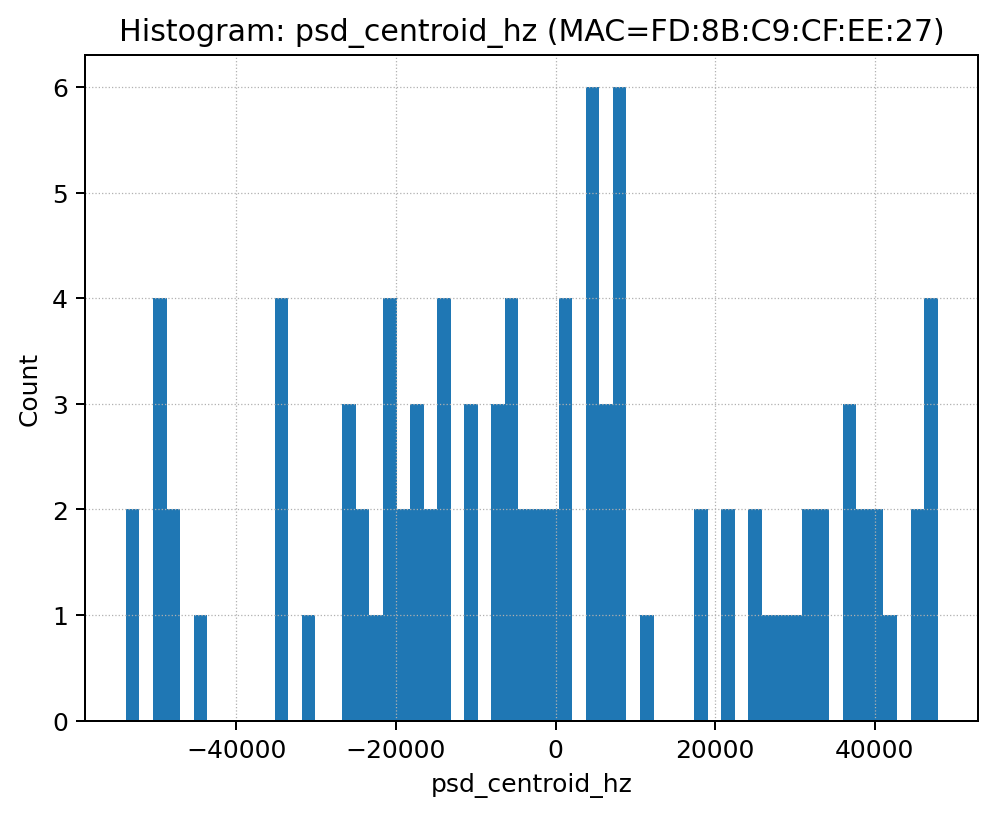 Histogram: psd_centroid_hz (MAC=FD:8B:C9:CF:EE:27)
6
5
4
3
2
1
0
Count
−40000 −20000 0 20000 40000
psd_centroid_hz